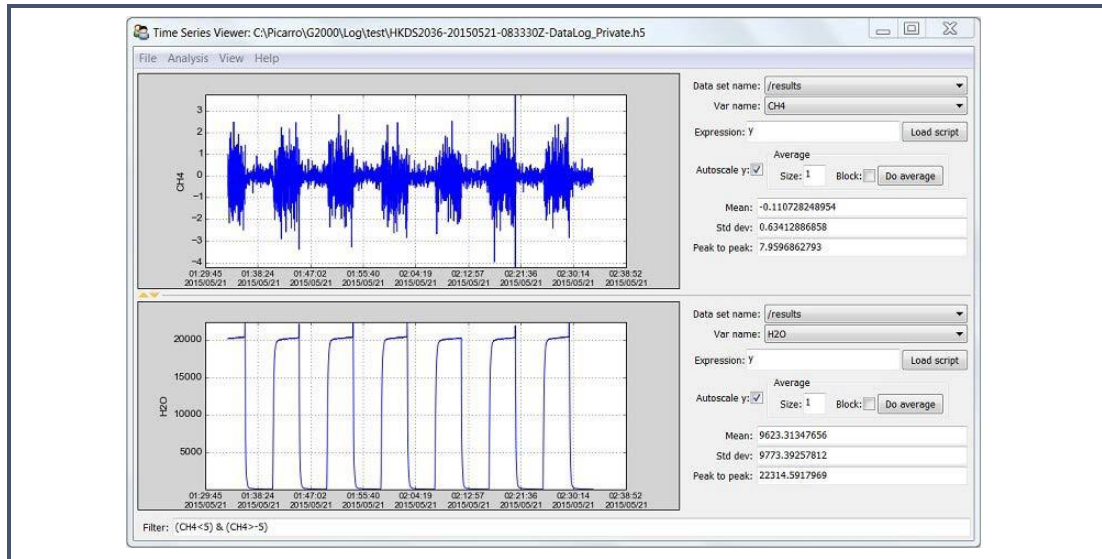 Time Series Viewer: C:\Picarro\G2000\Log\test\HKDS2036-20150521-083330Z-DataLog_Private.h5
File Analysis View Help
3
2
1
0
−1
−2
−3
−4
CH4
01:29:45 01:38:24 01:47:02 01:55:40 02:04:19 02:12:57 02:21:36 02:30:14 02:38:52
2015/05/21 2015/05/21 2015/05/21 2015/05/21 2015/05/21 2015/05/21 2015/05/21 2015/05/21 2015/05/21
Data set name: /results
Var name: CH4
Expression: y Load script
Average
Autoscale y: Size: 1 Block: Do average
Mean: -0.110728248954
Std dev: 0.63412886858
Peak to peak: 7.9596862793
20000
15000
10000
5000
H2O
01:29:45 01:38:24 01:47:02 01:55:40 02:04:19 02:12:57 02:21:36 02:30:14 02:38:52
2015/05/21 2015/05/21 2015/05/21 2015/05/21 2015/05/21 2015/05/21 2015/05/21 2015/05/21 2015/05/21
Data set name: /results
Var name: H2O
Expression: y Load script
Average
Autoscale y: Size: 1 Block: Do average
Mean: 9623.31347656
Std dev: 9773.39257812
Peak to peak: 22314.5917969
Filter: (CH4<5) & (CH4>-5)